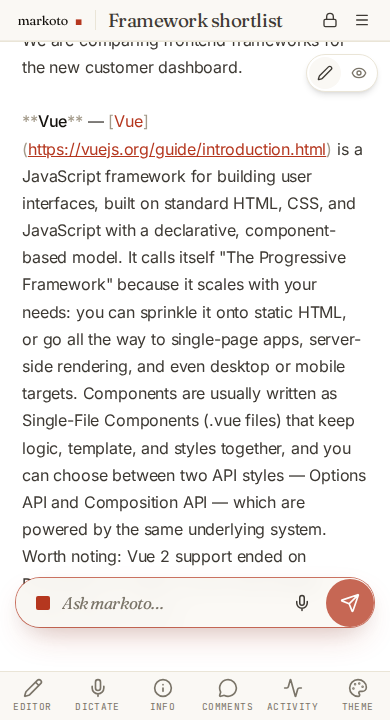 markoto
Framework shortlist
We are comparing frontend frameworks for
the new customer dashboard.
**Vue** — [Vue]
(https://vuejs.org/guide/introduction.html) is a
JavaScript framework for building user
interfaces, built on standard HTML, CSS, and
JavaScript with a declarative, component-
based model. It calls itself "The Progressive
Framework" because it scales with your
needs: you can sprinkle it onto static HTML,
or go all the way to single-page apps, server-
side rendering, and even desktop or mobile
targets. Components are usually written as
Single-File Components (.vue files) that keep
logic, template, and styles together, and you
can choose between two API styles — Options
API and Composition API — which are
powered by the same underlying system.
Worth noting: Vue 2 support ended on
Ask markoto...
EDITOR DICTATE INFO COMMENTS ACTIVITY THEME